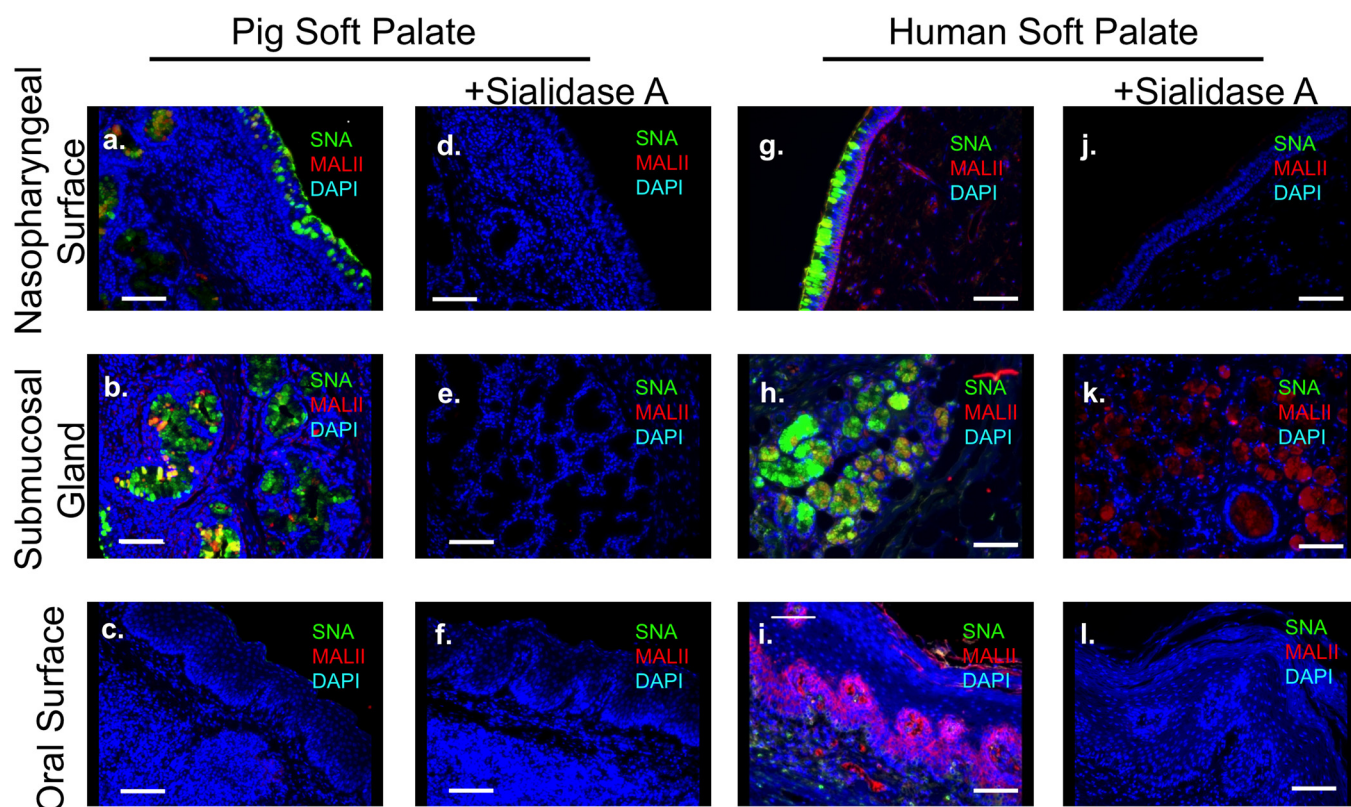 Pig Soft Palate
Human Soft Palate
+Sialidase A
+Sialidase A
Nasopharyngeal
Surface
a.
SNA
MALII
DAPI
d.
SNA
MALII
DAPI
g.
SNA
MALII
DAPI
j.
SNA
MALII
DAPI
Submucosal
Gland
b.
SNA
MALII
DAPI
e.
SNA
MALII
DAPI
h.
SNA
MALII
DAPI
k.
SNA
MALII
DAPI
Oral Surface
c.
SNA
MALII
DAPI
f.
SNA
MALII
DAPI
i.
SNA
MALII
DAPI
l.
SNA
MALII
DAPI